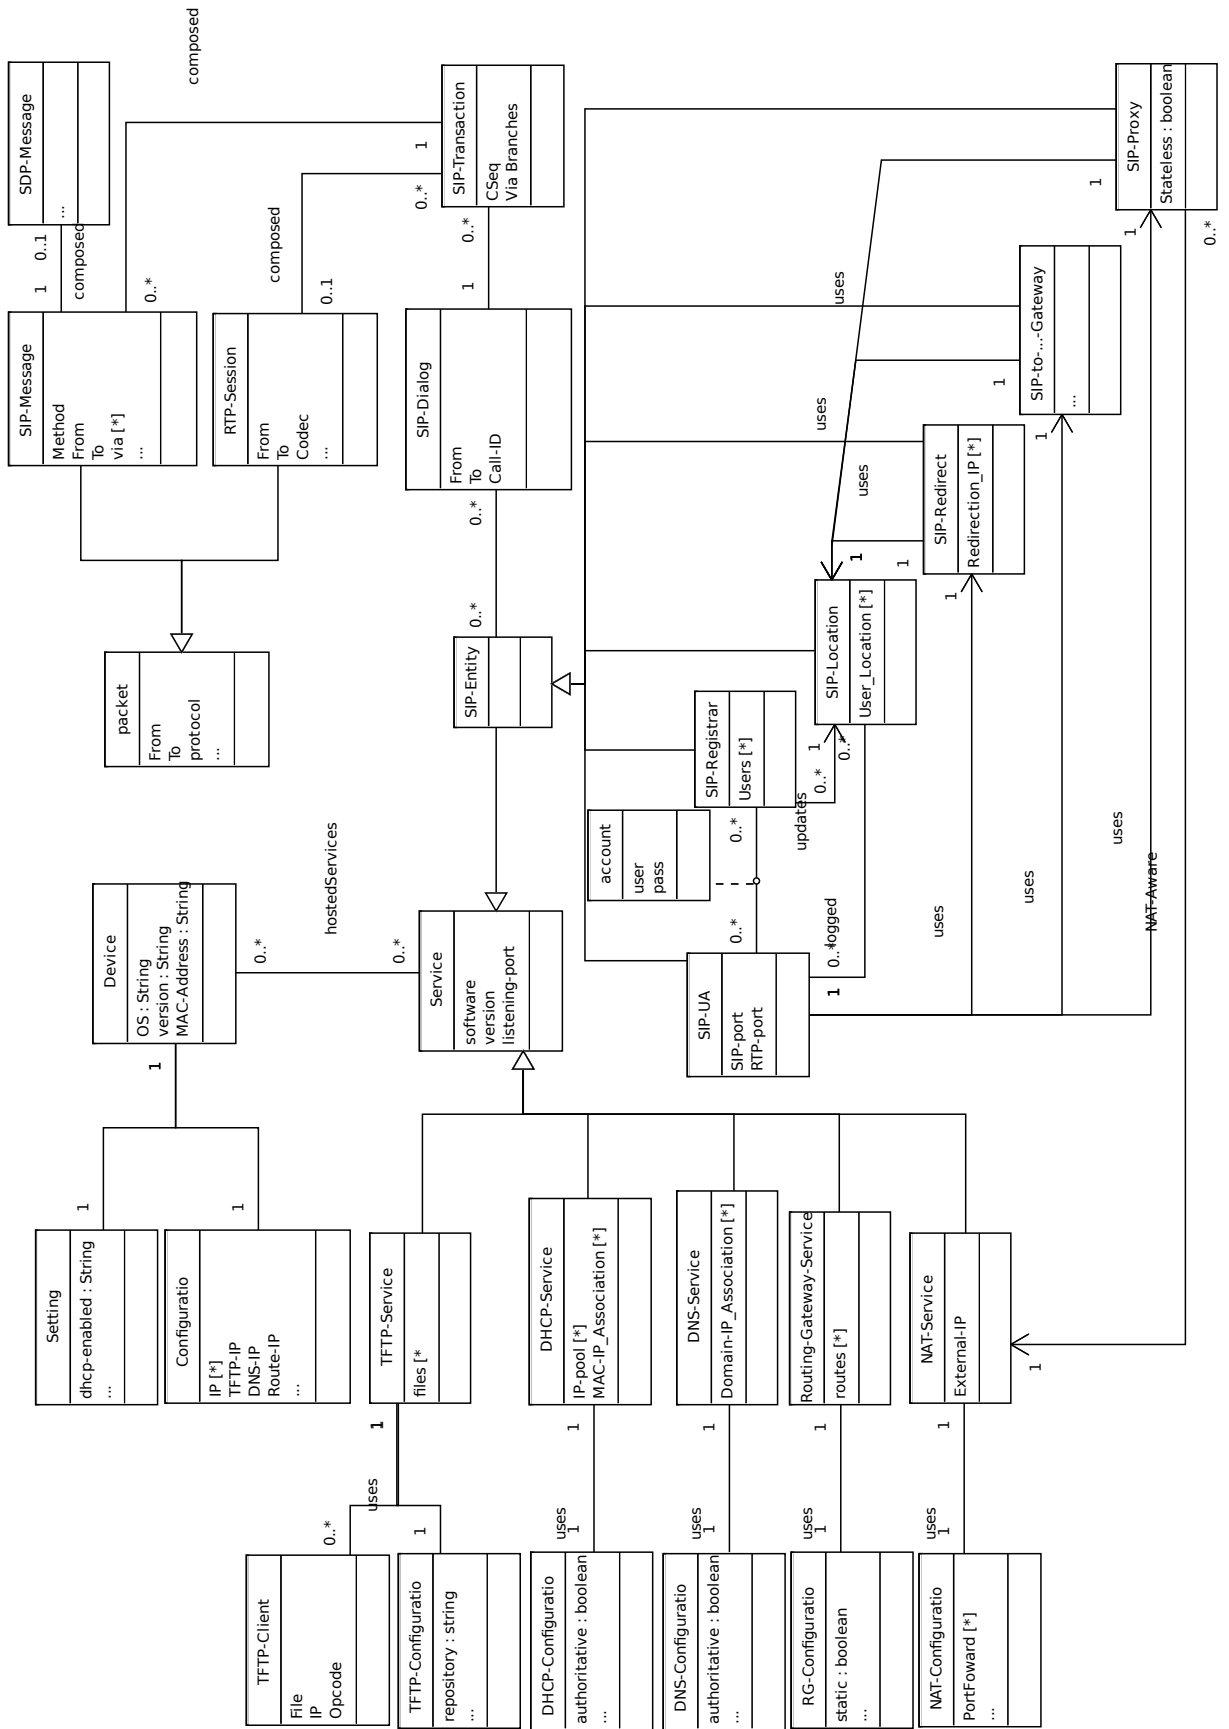 composed
SDP-Message
...
0..1
1
composed
SIP-Message
Method
From
To
via [*]
...
0..*
SIP-Transaction
CSeq
Via Branches
1
0..*
0..*
composed
0..1
RTP-Session
From
To
Codec
...
1
SIP-Dialog
From
To
Call-ID
0..*
0..*
packet
From
To
protocol
...
SIP-Entity
SIP-Proxy
Stateless : boolean
1
1
0..*
uses
SIP-to-...-Gateway
...
1
1
uses
SIP-Redirect
Redirection_IP [*]
1
1
uses
1
SIP-Location
User_Location [*]
1
0..*
SIP-Registrar
Users [*]
0..*
0..*
updates
account
user
pass
0..*
0..*
logged
1
SIP-UA
SIP-port
RTP-port
uses
uses
uses
NAT-Aware
hostedServices
Device
OS : String
version : String
MAC-Address : String
0..*
0..*
1
Service
software
version
listening-port
1
1
Setting
dhcp-enabled : String
...
Configuratio
IP [*]
TFTP-IP
DNS-IP
Route-IP
...
TFTP-Service
files [*
1
DHCP-Service
IP-pool [*]
MAC-IP_Association [*]
1
DNS-Service
Domain-IP_Association [*]
1
Routing-Gateway-Service
routes [*]
1
NAT-Service
External-IP
1
1
uses
0..*
1
uses
1
uses
1
uses
1
uses
1
TFTP-Client
File
IP
Opcode
TFTP-Configuratio
repository : string
...
DHCP-Configuratio
authoritative : boolean
...
DNS-Configuratio
authoritative : boolean
...
RG-Configuratio
static : boolean
...
NAT-Configuratio
PortFoward [*]
...